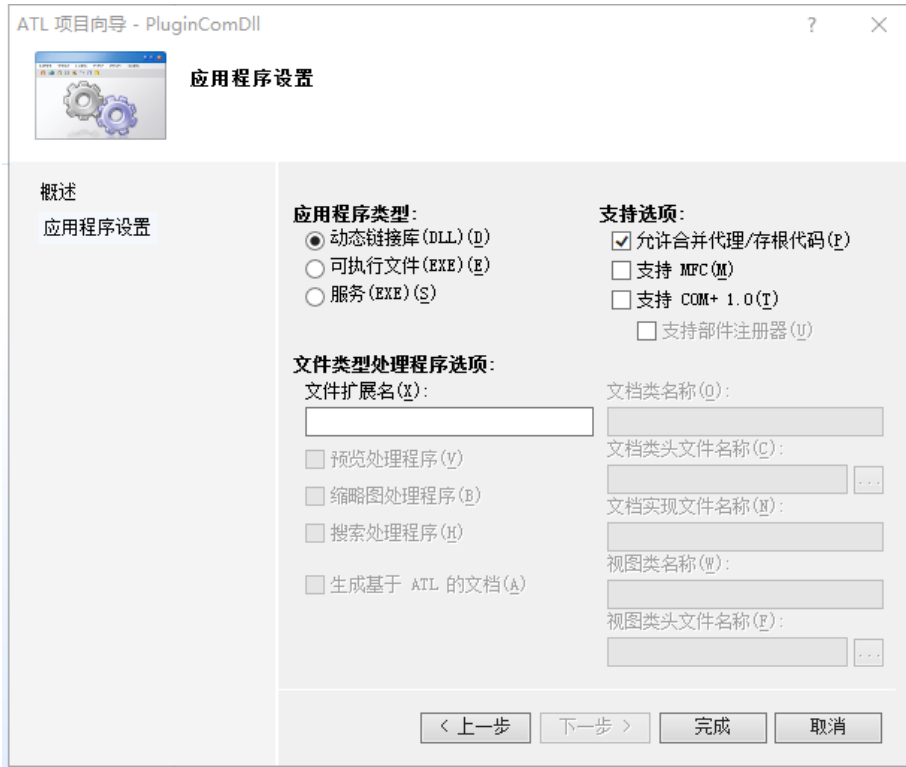 ATL 项目向导 - PluginComDll
应用程序设置
概述
应用程序设置
应用程序类型:
动态链接库(DLL)(D)
可执行文件(EXE)(E)
服务(EXE)(S)
支持选项:
允许合并代理/存根代码(P)
支持 MFC(M)
支持 COM+ 1.0(T)
支持部件注册器(U)
文件类型处理程序选项:
文件扩展名(X):
预览处理程序(V)
缩略图处理程序(B)
搜索处理程序(H)
生成基于 ATL 的文档(A)
文档类名称(O):
文档类头文件名称(C):
...
文档实现文件名称(N):
视图类名称(W):
视图类头文件名称(F):
...
< 上一步
下一步 >
完成
取消